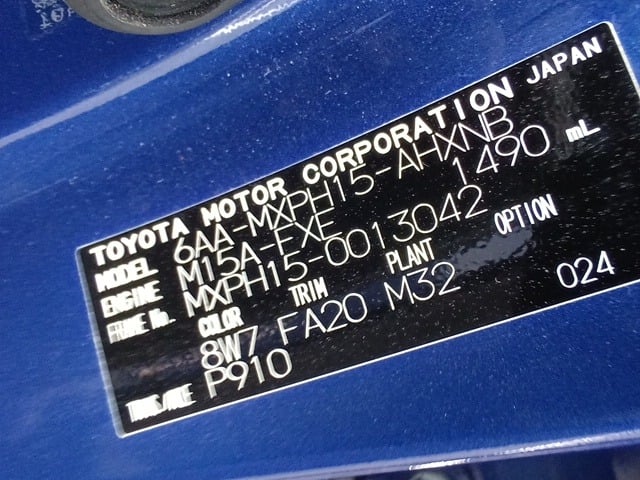 TOYOTA MOTOR CORPORATION JAPAN
MODEL 6AA-MXPH15-AHXNB
ENGINE M15A-FXE 1490 mL
FRAME No. MXPH15-0013042
COLOR TRIM PLANT OPTION
8W7 FA20 M32
TRANS/AXLE P910 024